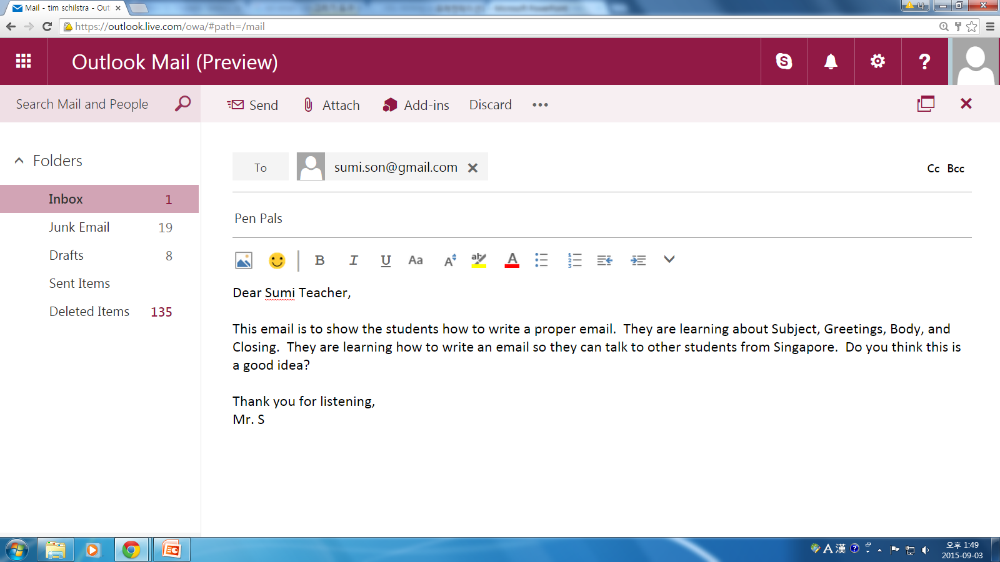 Mail - tim schilstra - Out
https://outlook.live.com/owa/#path=/mail
Outlook Mail (Preview)
Search Mail and People
Send
Attach
Add-ins
Discard
Folders
Inbox 1
Junk Email 19
Drafts 8
Sent Items
Deleted Items 135
To
sumi.son@gmail.com
Cc Bcc
Pen Pals
Dear Sumi Teacher,
This email is to show the students how to write a proper email.  They are learning about Subject, Greetings, Body, and
Closing.  They are learning how to write an email so they can talk to other students from Singapore.  Do you think this is
a good idea?
Thank you for listening,
Mr. S
A 漢
오후 1:49
2015-09-03